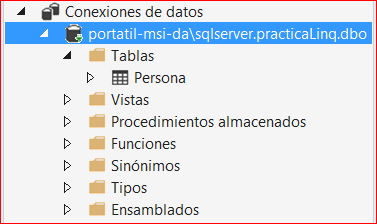 Conexiones de datos
portatil-msi-da\sqlserver.practicaLinq.dbo
Tablas
Persona
Vistas
Procedimientos almacenados
Funciones
Sinónimos
Tipos
Ensamblados